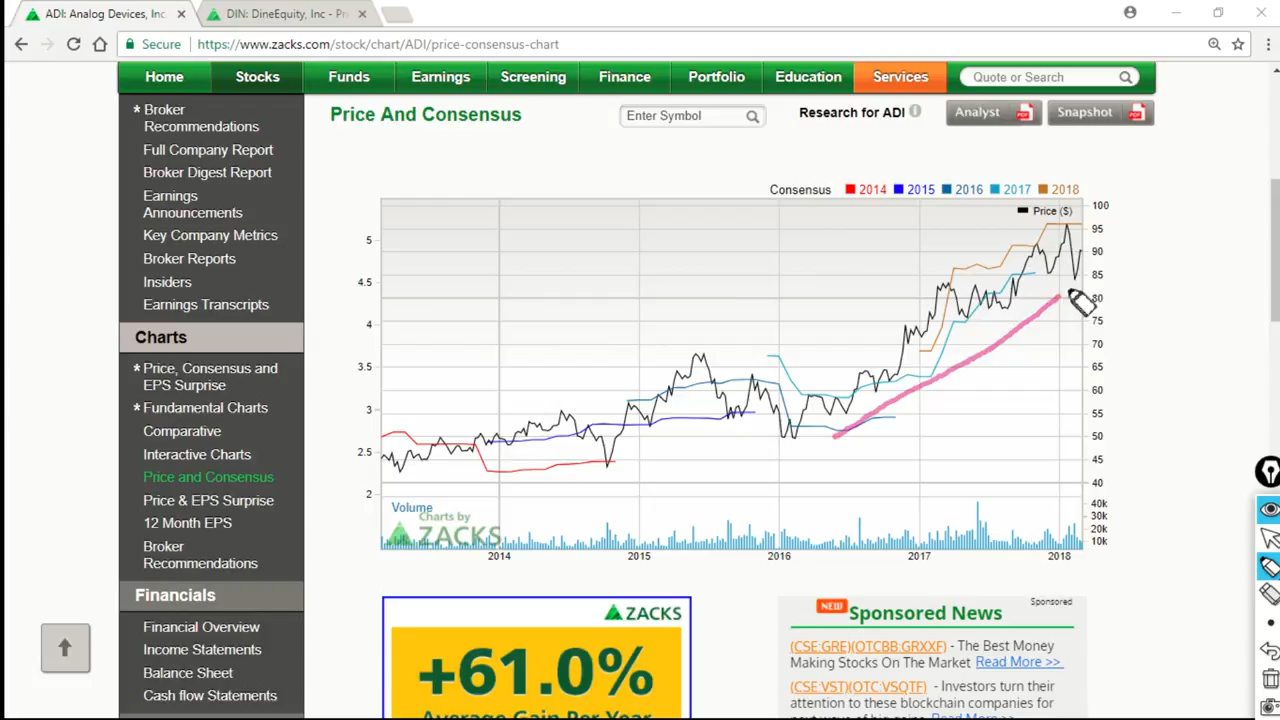 ADI: Analog Devices, Inc
DIN: DineEquity, Inc - Pr
Secure https://www.zacks.com/stock/chart/ADI/price-consensus-chart
Home Stocks Funds Earnings Screening Finance Portfolio Education Services Quote or Search
* Broker
Recommendations
Full Company Report
Broker Digest Report
Earnings
Announcements
Key Company Metrics
Broker Reports
Insiders
Earnings Transcripts
Charts
* Price, Consensus and
EPS Surprise
* Fundamental Charts
Comparative
Interactive Charts
Price and Consensus
Price & EPS Surprise
12 Month EPS
Broker
Recommendations
Financials
Financial Overview
Income Statements
Balance Sheet
Cash flow Statements
Price And Consensus
Enter Symbol
Research for ADI
Analyst
Snapshot
Consensus 2014 2015 2016 2017 2018
Price ($)
5
4.5
4
3.5
3
2.5
2
100
95
90
85
80
75
70
65
60
55
50
45
40
40k
30k
20k
10k
Volume
Charts by
ZACKS
2014 2015 2016 2017 2018
ZACKS
+61.0%
Average Gain Per Year
Sponsored
NEW Sponsored News
(CSE:GRE)(OTCBB:GRXXF) - The Best Money
Making Stocks On The Market Read More >>
(CSE:VST)(OTC:VSQTF) - Investors turn their
attention to these blockchain companies for